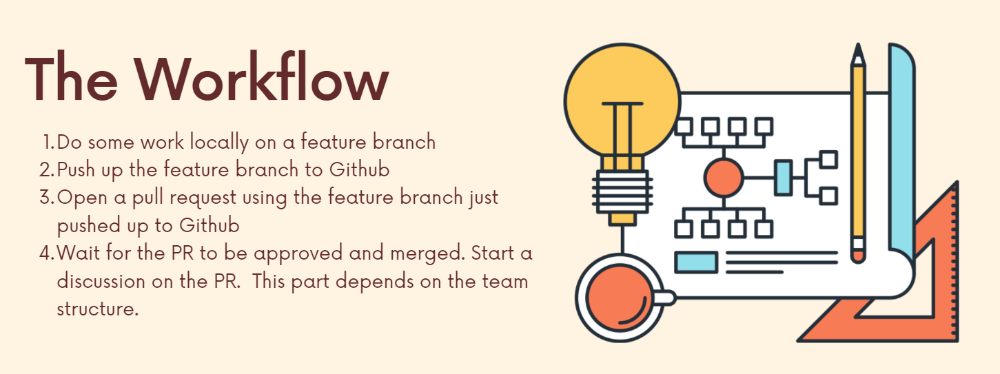 The Workflow
1.Do some work locally on a feature branch
2.Push up the feature branch to Github
3.Open a pull request using the feature branch just
pushed up to Github
4.Wait for the PR to be approved and merged. Start a
discussion on the PR.  This part depends on the team
structure.